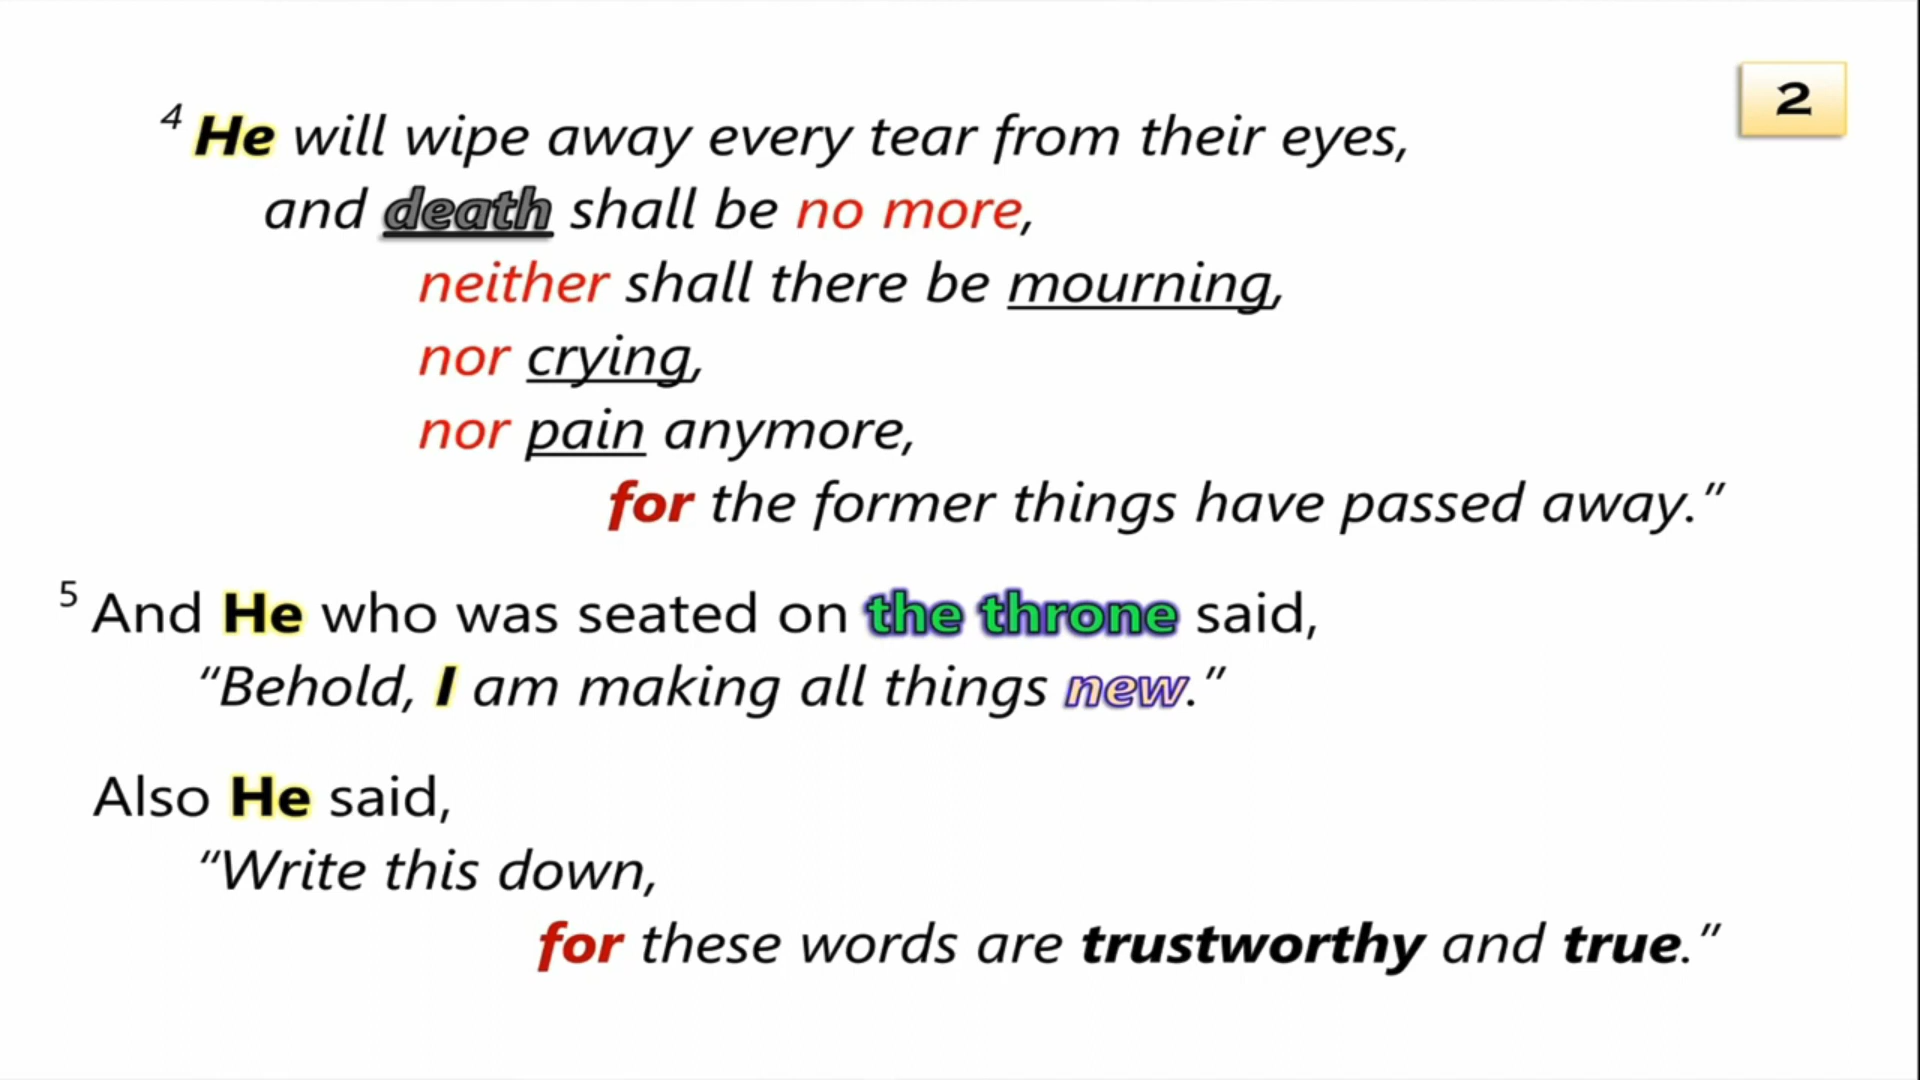 2
4 He will wipe away every tear from their eyes,
and death shall be no more,
neither shall there be mourning,
nor crying,
nor pain anymore,
for the former things have passed away.”
5 And He who was seated on the throne said,
“Behold, I am making all things new.”
Also He said,
“Write this down,
for these words are trustworthy and true.”